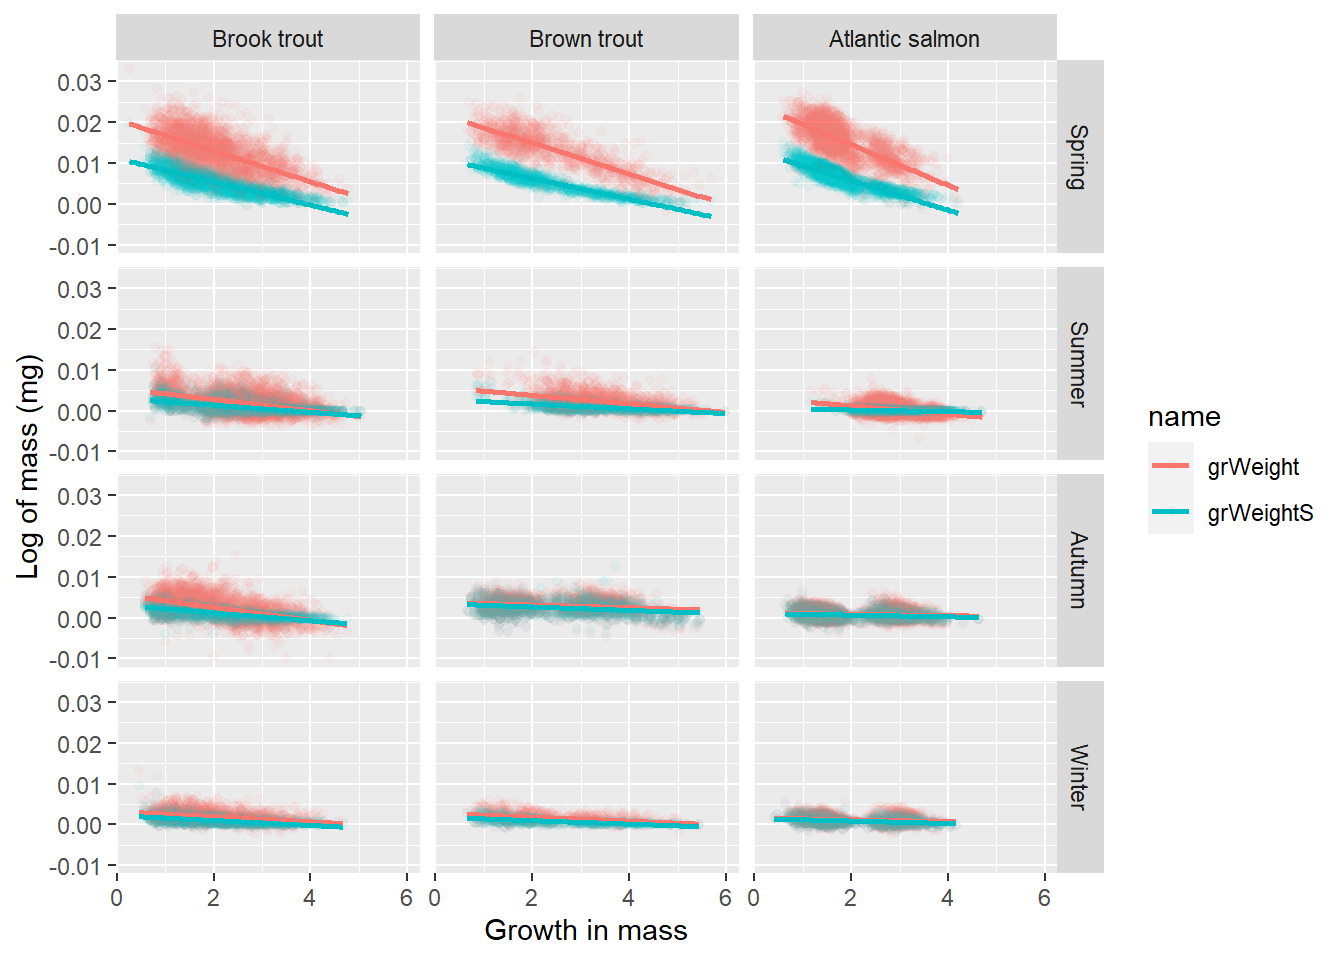 Brook trout
Brown trout
Atlantic salmon
0.03
0.02
0.01
0.00
-0.01
Spring
0.03
0.02
0.01
0.00
-0.01
Summer
0.03
0.02
0.01
0.00
-0.01
Autumn
0.03
0.02
0.01
0.00
-0.01
Winter
0 2 4 6
0 2 4 6
0 2 4 6
Growth in mass
Log of mass (mg)
name
grWeight
grWeightS